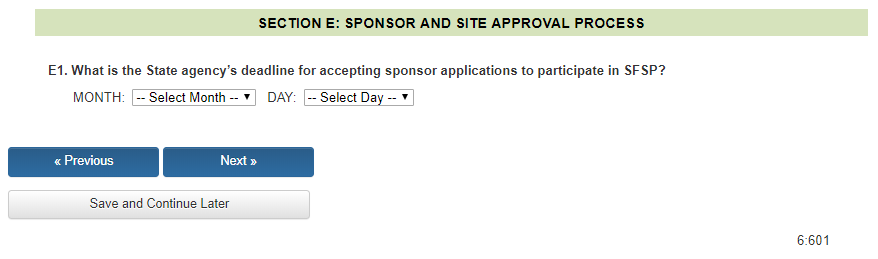 SECTION E: SPONSOR AND SITE APPROVAL PROCESS
E1. What is the State agency’s deadline for accepting sponsor applications to participate in SFSP?
MONTH: -- Select Month -- DAY: -- Select Day --
« Previous Next »
Save and Continue Later
6:601